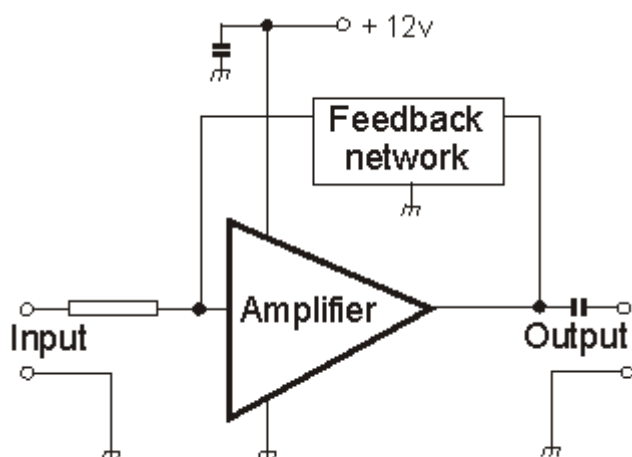 + 12v
Feedback
network
Amplifier
Input
Output